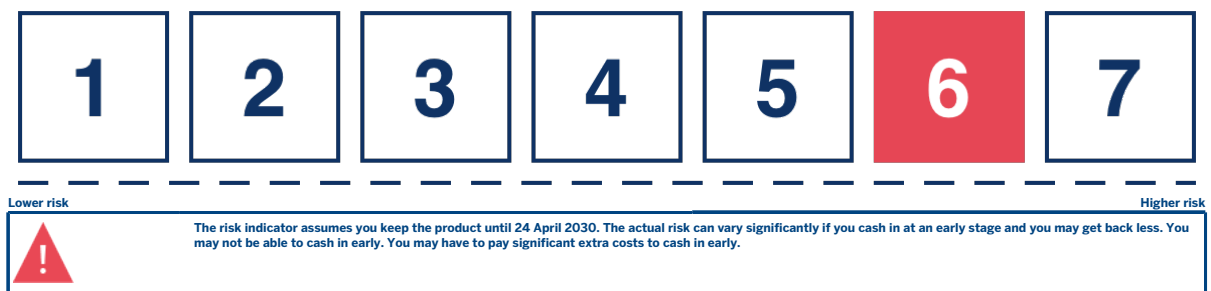 1 2 3 4 5 6 7
Lower risk Higher risk
!
The risk indicator assumes you keep the product until 24 April 2030. The actual risk can vary significantly if you cash in at an early stage and you may get back less. You
may not be able to cash in early. You may have to pay significant extra costs to cash in early.